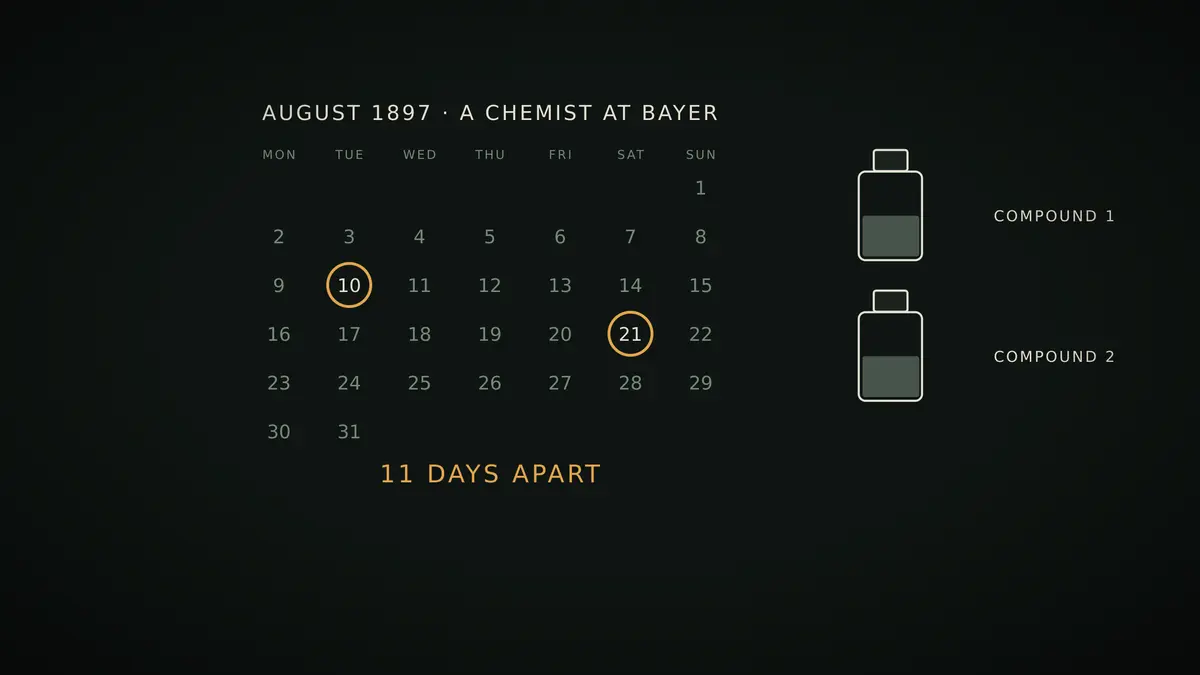 AUGUST 1897 · A CHEMIST AT BAYER
MON TUE WED THU FRI SAT SUN
1
2 3 4 5 6 7 8
9 10 11 12 13 14 15
16 17 18 19 20 21 22
23 24 25 26 27 28 29
30 31
11 DAYS APART
COMPOUND 1
COMPOUND 2